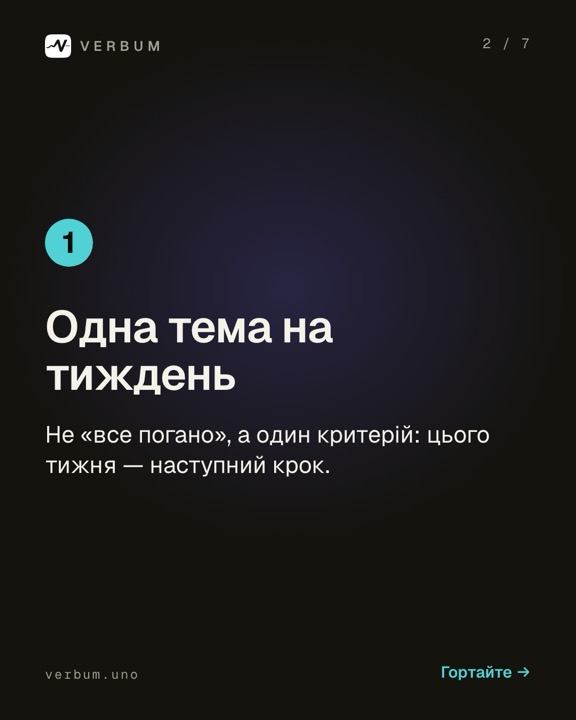 VERBUM
2 / 7
1
Одна тема на
тиждень
Не «все погано», а один критерій: цього
тижня — наступний крок.
verbum.uno
Гортайте →